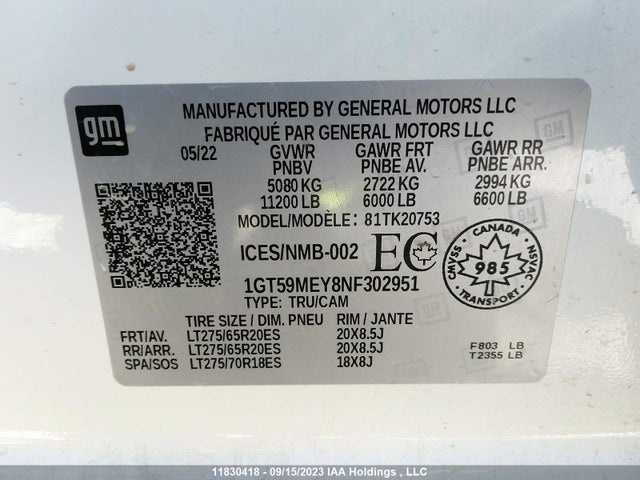 gm
MANUFACTURED BY GENERAL MOTORS LLC
FABRIQUÉ PAR GENERAL MOTORS LLC
05/22 GVWR GAWR FRT GAWR RR
PNBV PNBE AV. PNBE ARR.
5080 KG 2722 KG 2994 KG
11200 LB 6000 LB 6600 LB
MODEL/MODÈLE: 81TK20753
ICES/NMB-002 EC
CANADA
CMVSS 985 NSVAC
TRANSPORT
1GT59MEY8NF302951
TYPE: TRU/CAM
TIRE SIZE / DIM. PNEU RIM / JANTE
FRT/AV. LT275/65R20ES 20X8.5J
RR/ARR. LT275/65R20ES 20X8.5J F803 LB
SPA/SOS LT275/70R18ES 18X8J T2355 LB
11830418 - 09/15/2023 IAA Holdings , LLC